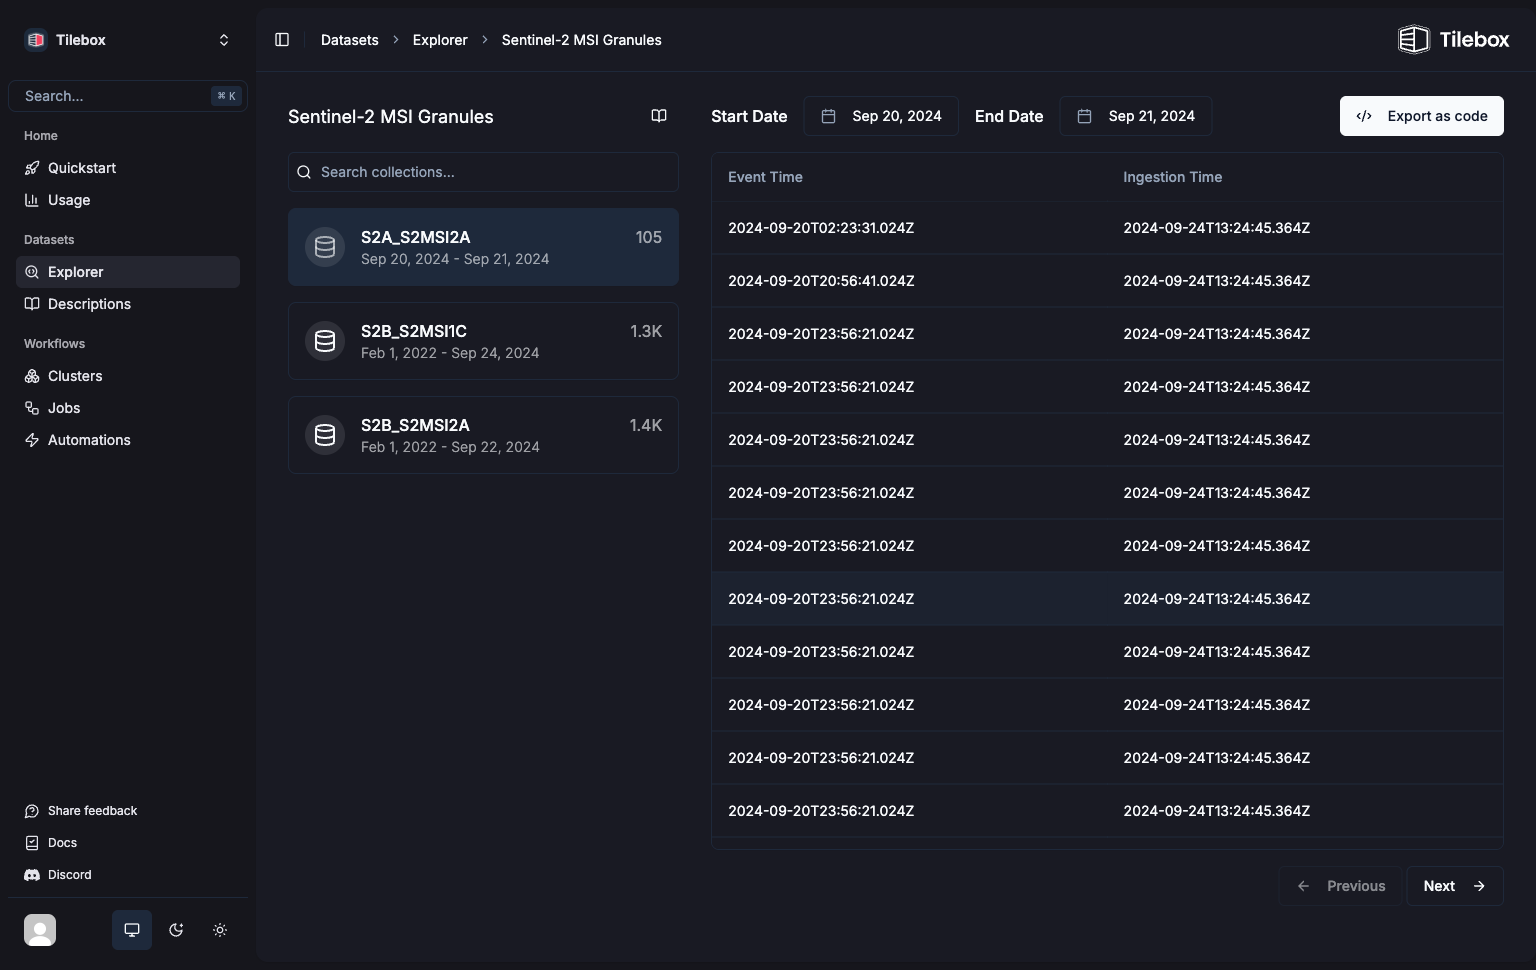 Tilebox
Search...
⌘ K
Home
Quickstart
Usage
Datasets
Explorer
Descriptions
Workflows
Clusters
Jobs
Automations
Share feedback
Docs
Discord
Datasets > Explorer > Sentinel-2 MSI Granules
Tilebox
Sentinel-2 MSI Granules
Search collections...
S2A_S2MSI2A 105
Sep 20, 2024 - Sep 21, 2024
S2B_S2MSI1C 1.3K
Feb 1, 2022 - Sep 24, 2024
S2B_S2MSI2A 1.4K
Feb 1, 2022 - Sep 22, 2024
Start Date Sep 20, 2024 End Date Sep 21, 2024 Export as code
Event Time Ingestion Time
2024-09-20T02:23:31.024Z 2024-09-24T13:24:45.364Z
2024-09-20T20:56:41.024Z 2024-09-24T13:24:45.364Z
2024-09-20T23:56:21.024Z 2024-09-24T13:24:45.364Z
2024-09-20T23:56:21.024Z 2024-09-24T13:24:45.364Z
2024-09-20T23:56:21.024Z 2024-09-24T13:24:45.364Z
2024-09-20T23:56:21.024Z 2024-09-24T13:24:45.364Z
2024-09-20T23:56:21.024Z 2024-09-24T13:24:45.364Z
2024-09-20T23:56:21.024Z 2024-09-24T13:24:45.364Z
2024-09-20T23:56:21.024Z 2024-09-24T13:24:45.364Z
2024-09-20T23:56:21.024Z 2024-09-24T13:24:45.364Z
2024-09-20T23:56:21.024Z 2024-09-24T13:24:45.364Z
2024-09-20T23:56:21.024Z 2024-09-24T13:24:45.364Z
Previous Next